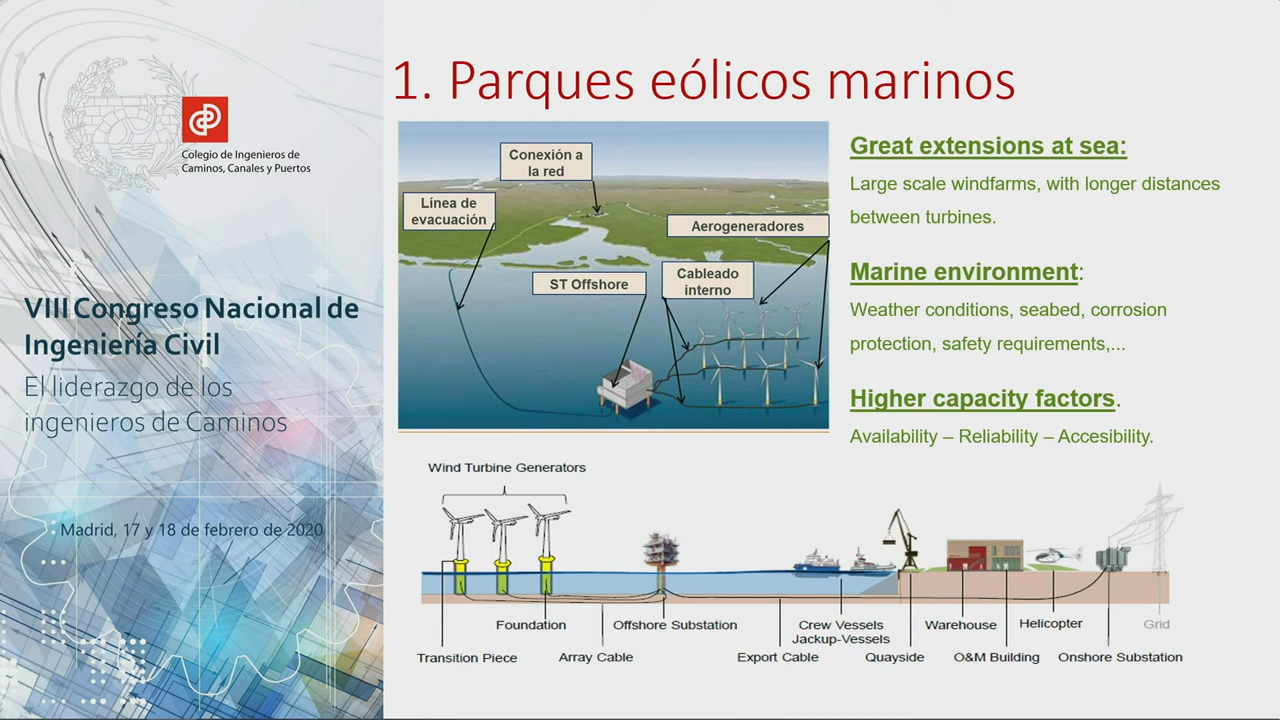 Colegio de Ingenieros de
Caminos, Canales y Puertos
VIII Congreso Nacional de
Ingeniería Civil
El liderazgo de los
ingenieros de Caminos
Madrid, 17 y 18 de febrero de 2020
1. Parques eólicos marinos
Conexión a
la red
Línea de
evacuación
Aerogeneradores
ST Offshore
Cableado
interno
Great extensions at sea:
Large scale windfarms, with longer distances
between turbines.
Marine environment:
Weather conditions, seabed, corrosion
protection, safety requirements,...
Higher capacity factors.
Availability – Reliability – Accesibility.
Wind Turbine Generators
Foundation
Offshore Substation
Crew Vessels
Jackup-Vessels
Warehouse
Helicopter
Grid
Transition Piece
Array Cable
Export Cable
Quayside
O&M Building
Onshore Substation